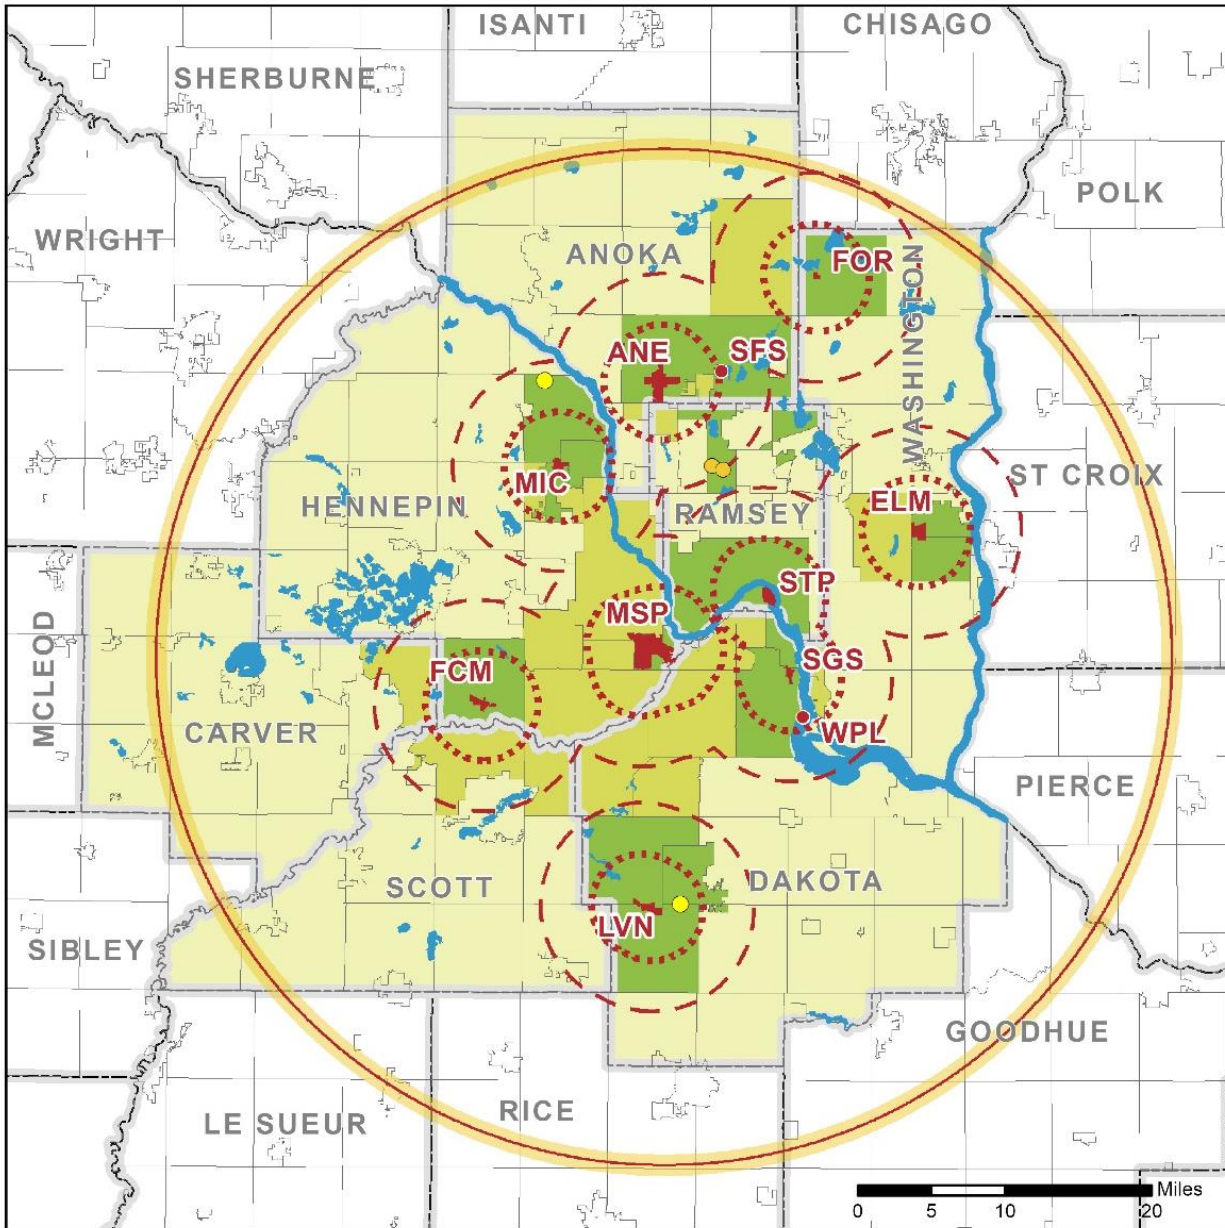 ISANTI
CHISAGO
SHERBURNE
POLK
WRIGHT
ANOKA
FOR
WASHINGTON
ANE
SFS
ST CROIX
MIC
HENNEPIN
RAMSEY
ELM
STP
MSP
MCLEOD
FCM
SGS
CARVER
WPL
PIERCE
SCOTT
DAKOTA
LVN
SIBLEY
GOODHUE
RICE
LE SUEUR
Miles
0 5 10 20